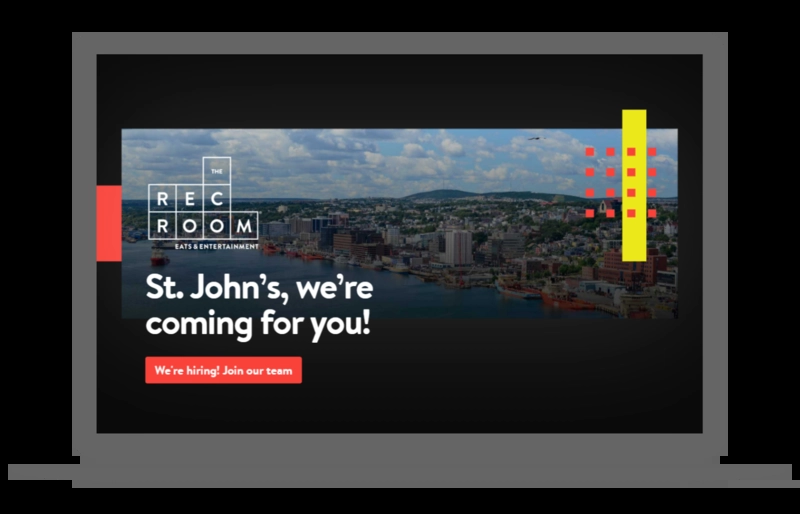 THE
REC
ROOM
EATS & ENTERTAINMENT
St. John's, we're
coming for you!
We're hiring! Join our team